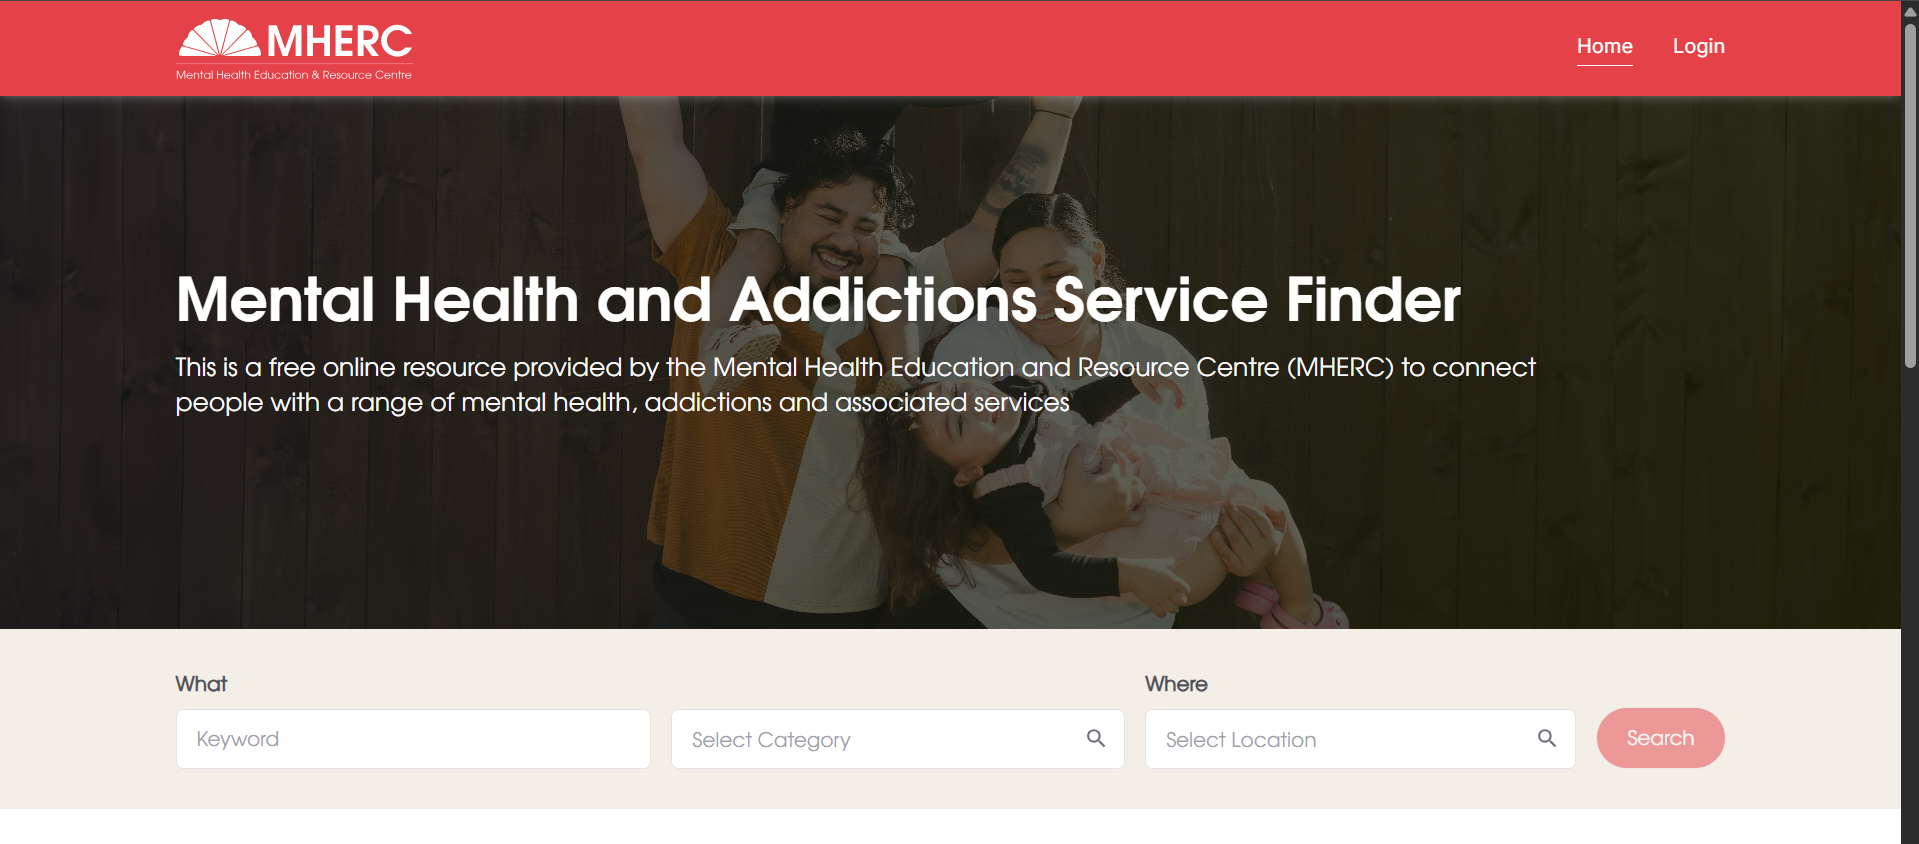 MHERC
Mental Health Education & Resource Centre
Home
Login
Mental Health and Addictions Service Finder
This is a free online resource provided by the Mental Health Education and Resource Centre (MHERC) to connect
people with a range of mental health, addictions and associated services
What
Where
Keyword
Select Category
Select Location
Search